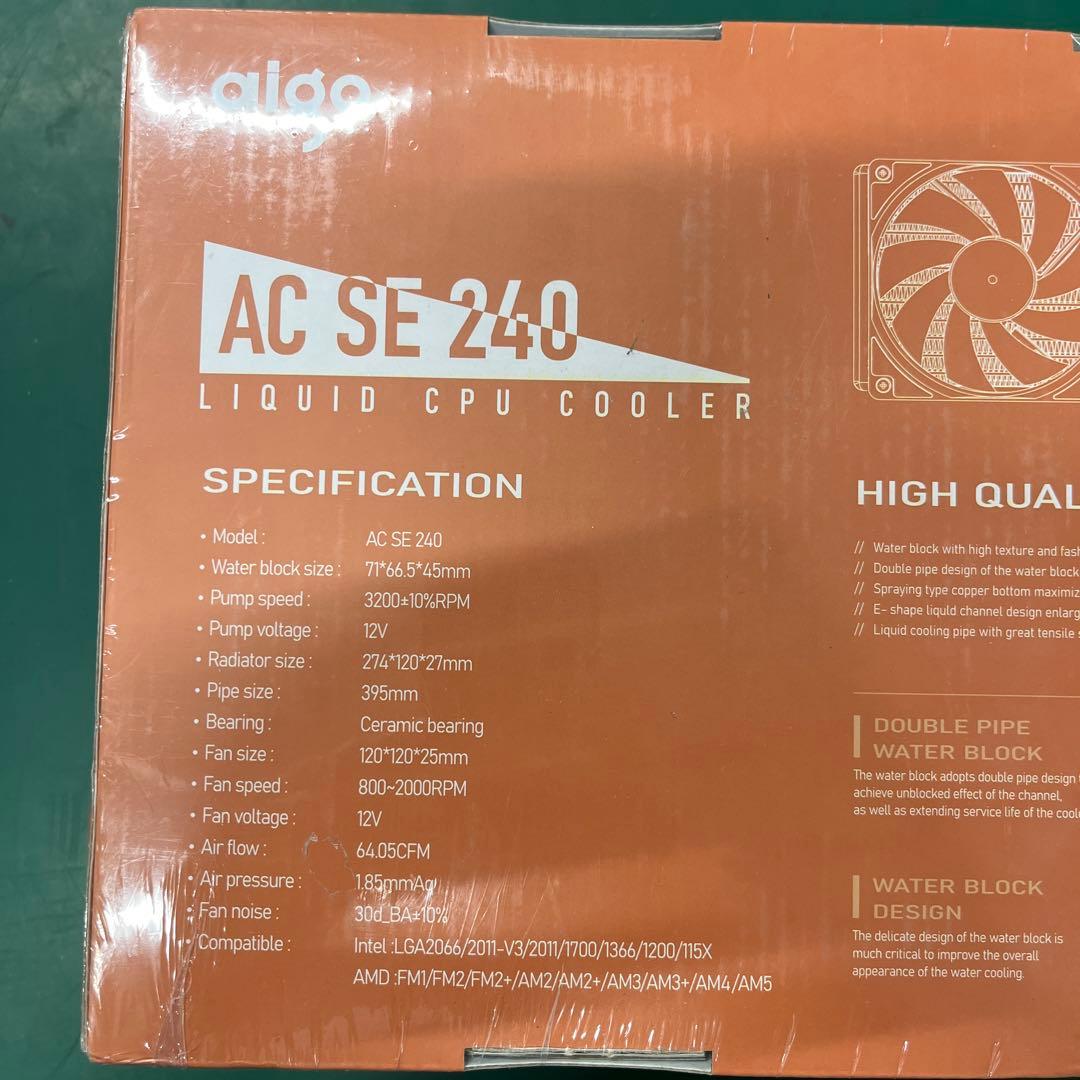 aigo
AC SE 240
LIQUID CPU COOLER
SPECIFICATION
• Model : AC SE 240
• Water block size : 71*66.5*45mm
• Pump speed : 3200±10%RPM
• Pump voltage : 12V
• Radiator size : 274*120*27mm
• Pipe size : 395mm
• Bearing : Ceramic bearing
• Fan size : 120*120*25mm
• Fan speed : 800~2000RPM
• Fan voltage : 12V
• Air flow : 64.05CFM
• Air pressure : 1.85mmAq
• Fan noise : 30d_BA±10%
• Compatible : Intel :LGA2066/2011-V3/2011/1700/1366/1200/115X
AMD :FM1/FM2/FM2+/AM2/AM2+/AM3/AM3+/AM4/AM5
HIGH QUAL
// Water block with high texture and fash
// Double pipe design of the water block
// Spraying type copper bottom maximiz
// E- shape liquld channel design enlarg
// Liquid cooling pipe with great tensile
DOUBLE PIPE
WATER BLOCK
The water block adopts double pipe design
achieve unblocked effect of the channel,
as well as extending service life of the coole
WATER BLOCK
DESIGN
The delicate design of the water block is
much critical to improve the overall
appearance of the water cooling.